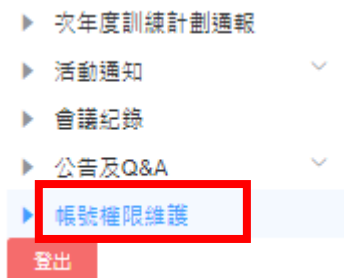 次年度訓練計劃通報
活動通知
會議紀錄
公告及Q&A
帳號權限維護
登出